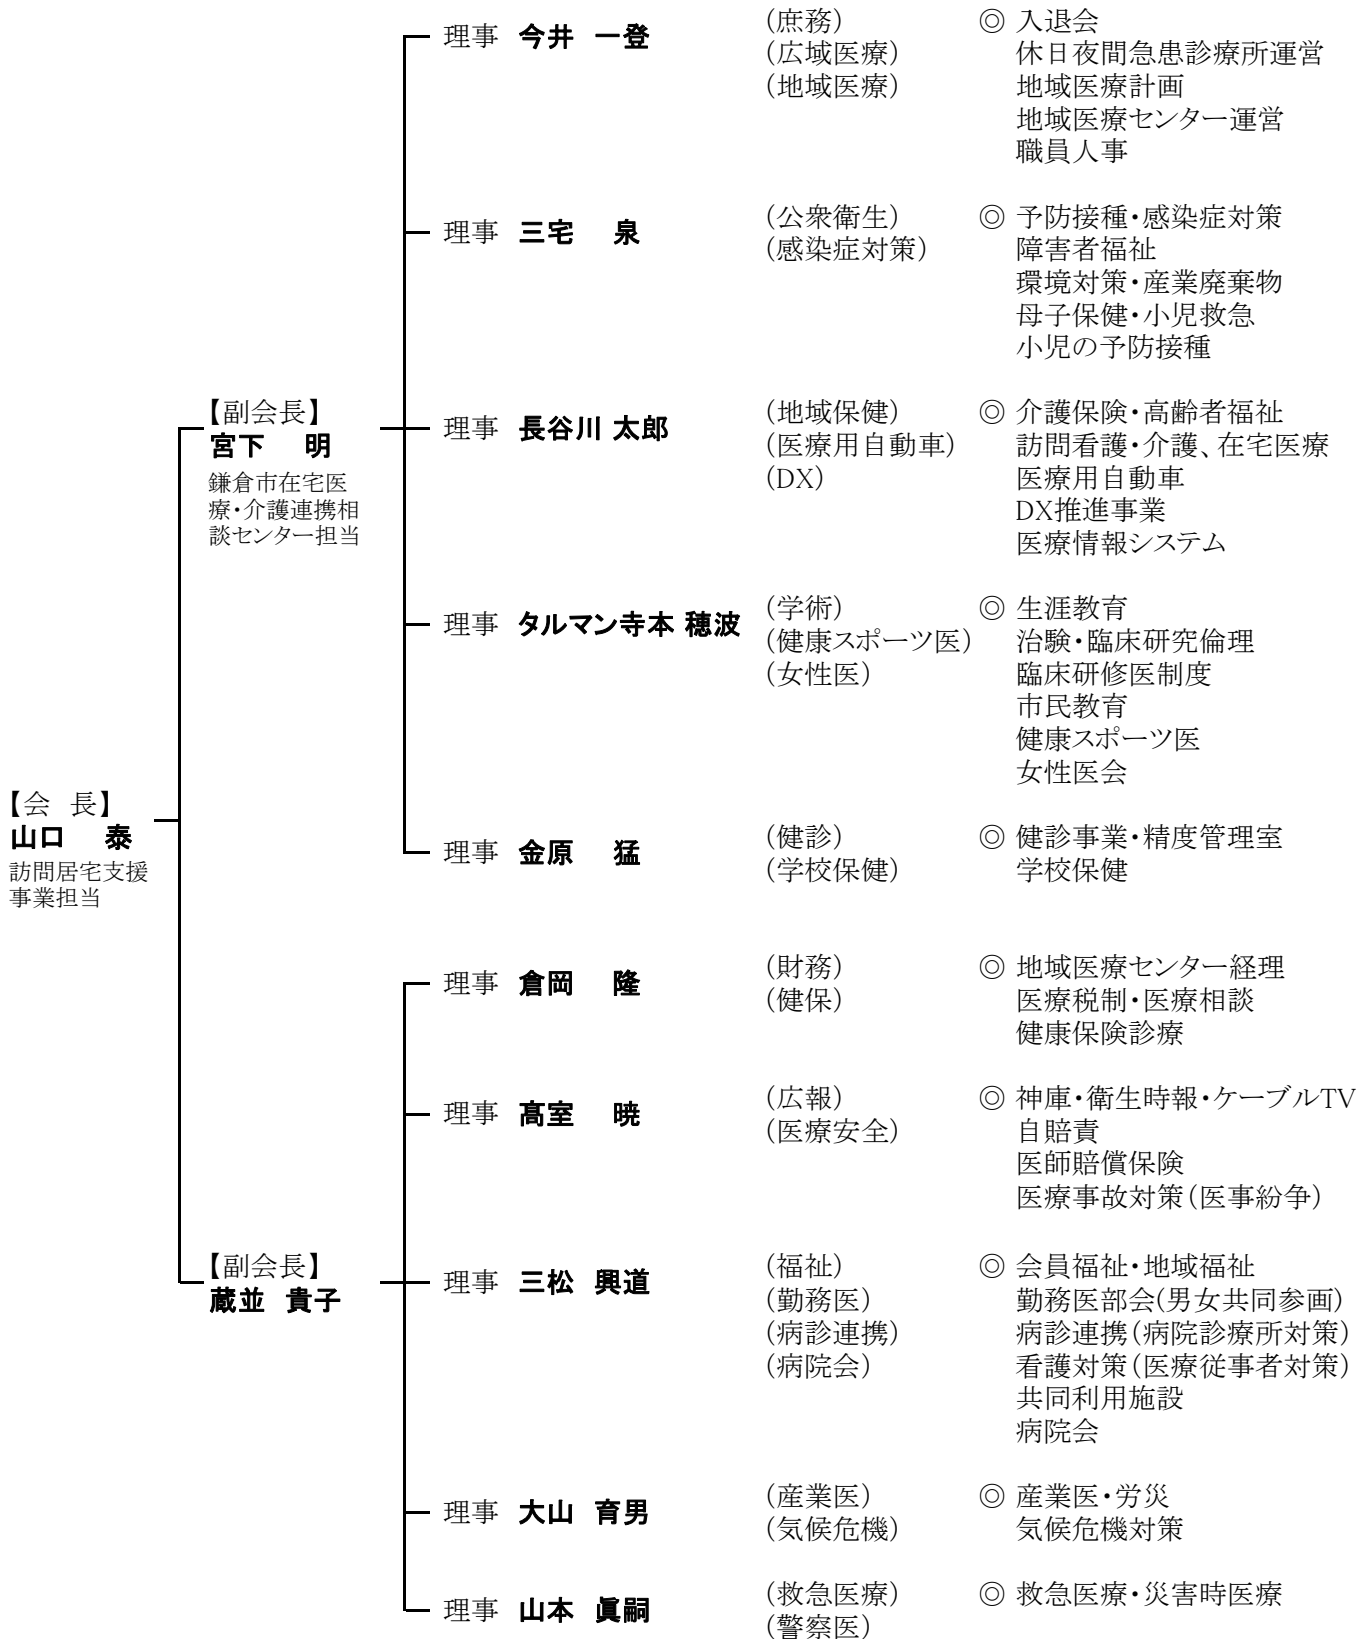 【会 長】
山口 泰
訪問居宅支援
事業担当
【副会長】
宮下 明
鎌倉市在宅医
療・介護連携相
談センター担当
理事 今井 一登 (庶務) ◎ 入退会
(広域医療) 休日夜間急患診療所運営
(地域医療) 地域医療計画
地域医療センター運営
職員人事
理事 三宅 泉 (公衆衛生) ◎ 予防接種・感染症対策
(感染症対策) 障害者福祉
環境対策・産業廃棄物
母子保健・小児救急
小児の予防接種
理事 長谷川 太郎 (地域保健) ◎ 介護保険・高齢者福祉
(医療用自動車) 訪問看護・介護、在宅医療
(DX) 医療用自動車
DX推進事業
医療情報システム
理事 タルマン寺本 穂波 (学術) ◎ 生涯教育
(健康スポーツ医) 治験・臨床研究倫理
(女性医) 臨床研修医制度
市民教育
健康スポーツ医
女性医会
理事 金原 猛 (健診) ◎ 健診事業・精度管理室
(学校保健) 学校保健
【副会長】
蔵並 貴子
理事 倉岡 隆 (財務) ◎ 地域医療センター経理
(健保) 医療税制・医療相談
健康保険診療
理事 髙室 暁 (広報) ◎ 神庫・衛生時報・ケーブルTV
(医療安全) 自賠責
医師賠償保険
医療事故対策(医事紛争)
理事 三松 興道 (福祉) ◎ 会員福祉・地域福祉
(勤務医) 勤務医部会(男女共同参画)
(病診連携) 病診連携(病院診療所対策)
(病院会) 看護対策(医療従事者対策)
共同利用施設
病院会
理事 大山 育男 (産業医) ◎ 産業医・労災
(気候危機) 気候危機対策
理事 山本 眞嗣 (救急医療) ◎ 救急医療・災害時医療
(警察医)